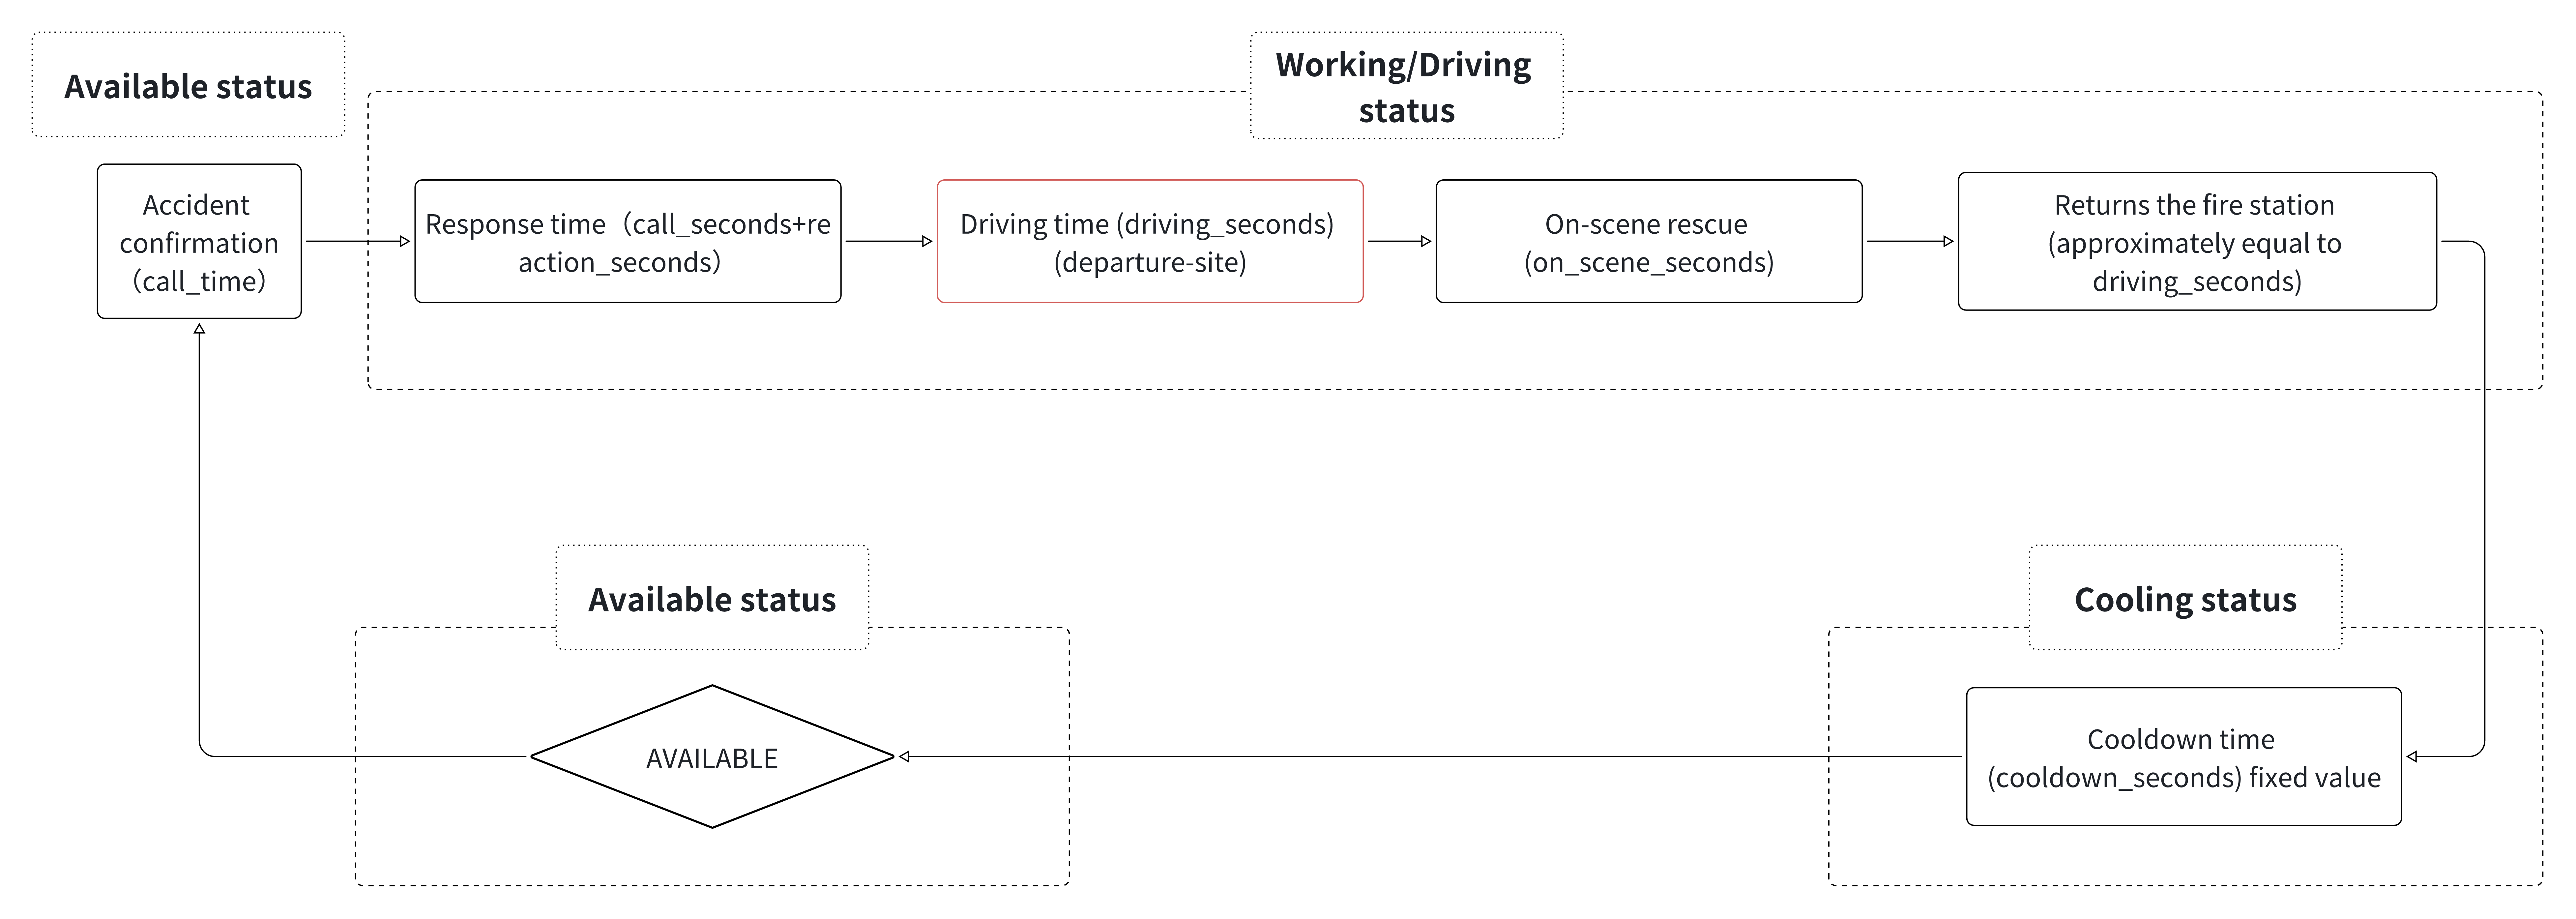 Available status
Working/Driving
status
Accident
confirmation
（call_time）
Response time（call_seconds+re
action_seconds）
Driving time (driving_seconds)
(departure-site)
On-scene rescue
(on_scene_seconds)
Returns the fire station
(approximately equal to
driving_seconds)
Available status
AVAILABLE
Cooling status
Cooldown time
(cooldown_seconds) fixed value